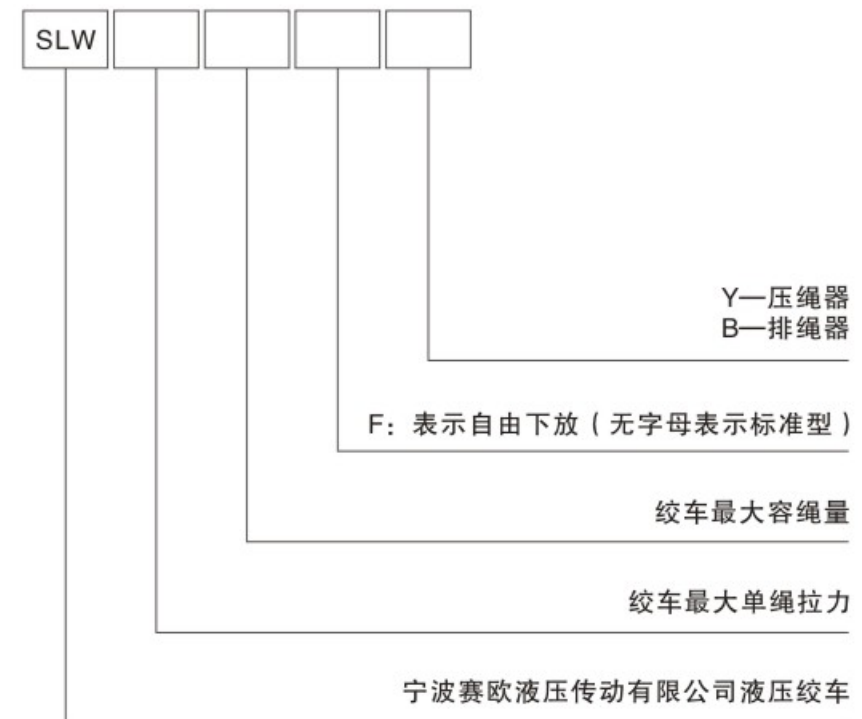 SLW
Y—压绳器
B—排绳器
F：表示自由下放（无字母表示标准型）
绞车最大容绳量
绞车最大单绳拉力
宁波赛欧液压传动有限公司液压绞车